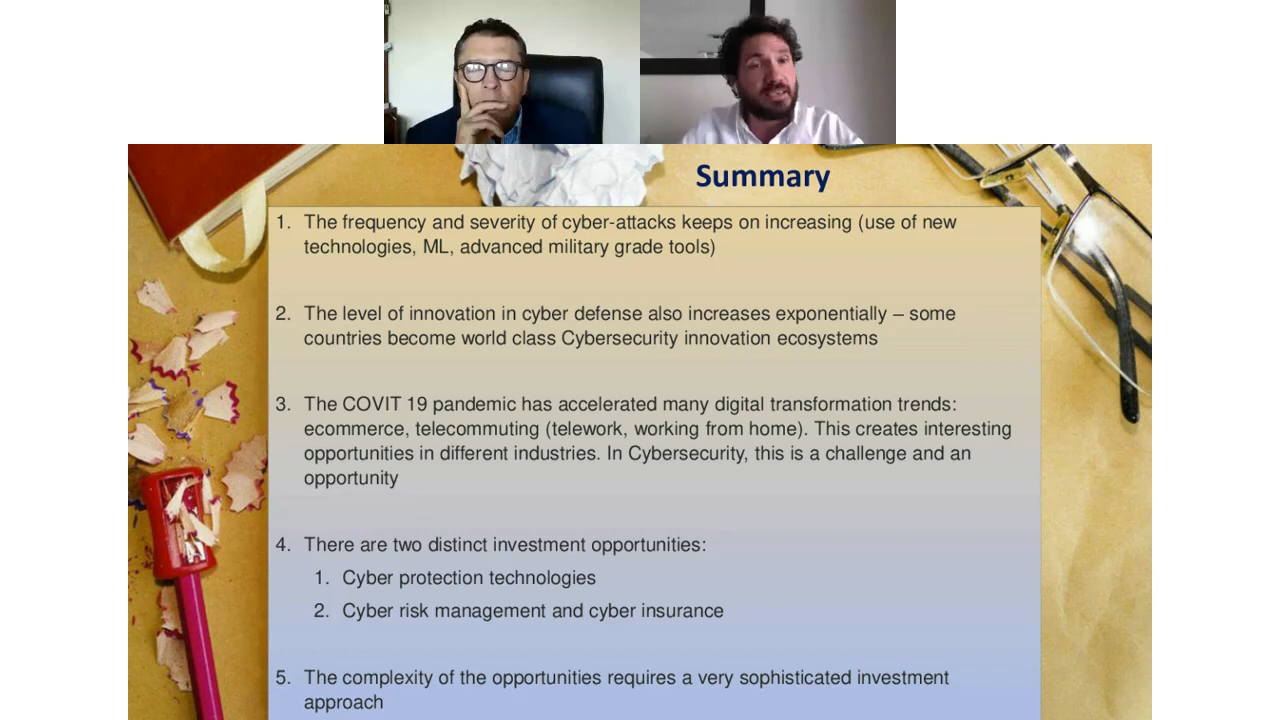 Summary
1. The frequency and severity of cyber-attacks keeps on increasing (use of new
technologies, ML, advanced military grade tools)
2. The level of innovation in cyber defense also increases exponentially – some
countries become world class Cybersecurity innovation ecosystems
3. The COVIT 19 pandemic has accelerated many digital transformation trends:
ecommerce, telecommuting (telework, working from home). This creates interesting
opportunities in different industries. In Cybersecurity, this is a challenge and an
opportunity
4. There are two distinct investment opportunities:
1. Cyber protection technologies
2. Cyber risk management and cyber insurance
5. The complexity of the opportunities requires a very sophisticated investment
approach